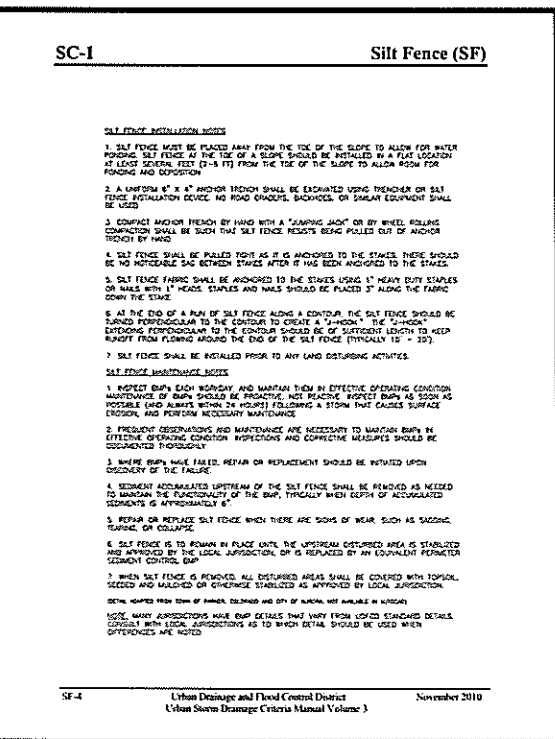 SC-1 Silt Fence (SF)
SILT FENCE INSTALLATION NOTES
1. SILT FENCE MUST BE PLACED AWAY FROM THE TOE OF THE SLOPE TO ALLOW FOR WATER
PONDING. SILT FENCE AT THE TOE OF A SLOPE SHOULD BE INSTALLED IN A FLAT LOCATION
AT LEAST SEVERAL FEET (2-5 FT) FROM THE TOE OF THE SLOPE TO ALLOW ROOM FOR
PONDING AND DEPOSITION
2. A UNIFORM 6" X 4" ANCHOR TRENCH SHALL BE EXCAVATED USING TRENCHER OR SILT
FENCE INSTALLATION DEVICE. NO ROAD GRADERS, BACKHOES, OR SIMILAR EQUIPMENT SHALL
BE USED
3. COMPACT ANCHOR TRENCH BY HAND WITH A "JUMPING JACK" OR BY WHEEL ROLLING
COMPACTION SHALL BE SUCH THAT SILT FENCE RESISTS BEING PULLED OUT OF ANCHOR
TRENCH BY HAND
4. SILT FENCE SHALL BE PULLED TIGHT AS IT IS ANCHORED TO THE STAKES. THERE SHOULD
BE NO NOTICEABLE SAG BETWEEN STAKES AFTER IT HAS BEEN ANCHORED TO THE STAKES.
5. SILT FENCE FABRIC SHALL BE ANCHORED TO THE STAKES USING 1" HEAVY DUTY STAPLES
OR NAILS WITH 1" HEADS. STAPLES AND NAILS SHOULD BE PLACED 3" ALONG THE FABRIC
DOWN THE STAKE
6. AT THE END OF A RUN OF SILT FENCE ALONG A CONTOUR, THE SILT FENCE SHOULD BE
TURNED PERPENDICULAR TO THE CONTOUR TO CREATE A "J-HOOK." THE "J-HOOK"
EXTENDING PERPENDICULAR TO THE CONTOUR SHOULD BE OF SUFFICIENT LENGTH TO KEEP
RUNOFF FROM FLOWING AROUND THE END OF THE SILT FENCE (TYPICALLY 10' - 20').
7. SILT FENCE SHALL BE INSTALLED PRIOR TO ANY LAND DISTURBING ACTIVITIES.
SILT FENCE MAINTENANCE NOTES
1. INSPECT BMPs EACH WORKDAY, AND MAINTAIN THEM IN EFFECTIVE OPERATING CONDITION
MAINTENANCE OF BMPs SHOULD BE PROACTIVE, NOT REACTIVE. INSPECT BMPs AS SOON AS
POSSIBLE (AND ALWAYS WITHIN 24 HOURS) FOLLOWING A STORM THAT CAUSES SURFACE
EROSION, AND PERFORM NECESSARY MAINTENANCE
2. FREQUENT OBSERVATIONS AND MAINTENANCE ARE NECESSARY TO MAINTAIN BMPs IN
EFFECTIVE OPERATING CONDITION. INSPECTIONS AND CORRECTIVE MEASURES SHOULD BE
DOCUMENTED THOROUGHLY
3. WHERE BMPs HAVE FAILED, REPAIR OR REPLACEMENT SHOULD BE INITIATED UPON
DISCOVERY OF THE FAILURE.
4. SEDIMENT ACCUMULATED UPSTREAM OF THE SILT FENCE SHALL BE REMOVED AS NEEDED
TO MAINTAIN THE FUNCTIONALITY OF THE BMP, TYPICALLY WHEN DEPTH OF ACCUMULATED
SEDIMENTS IS APPROXIMATELY 6".
5. REPAIR OR REPLACE SILT FENCE WHEN THERE ARE SIGNS OF WEAR, SUCH AS SAGGING,
TEARING, OR COLLAPSE.
6. SILT FENCE IS TO REMAIN IN PLACE UNTIL THE UPSTREAM DISTURBED AREA IS STABILIZED
AND APPROVED BY THE LOCAL JURISDICTION, OR IS REPLACED BY AN EQUIVALENT PERIMETER
SEDIMENT CONTROL BMP
7. WHEN SILT FENCE IS REMOVED, ALL DISTURBED AREAS SHALL BE COVERED WITH TOPSOIL,
SEEDED AND MULCHED OR OTHERWISE STABILIZED AS APPROVED BY LOCAL JURISDICTION.
DETAIL ADAPTED FROM TOWN OF PARKER, COLORADO AND CITY OF AURORA, NOT AVAILABLE IN AUTOCAD
NOTE: MANY JURISDICTIONS HAVE BMP DETAILS THAT VARY FROM UDFCD STANDARD DETAILS.
CONSULT WITH LOCAL JURISDICTIONS AS TO WHICH DETAIL SHOULD BE USED WHEN
DIFFERENCES ARE NOTED
SF-4 Urban Drainage and Flood Control District November 2010
Urban Storm Drainage Criteria Manual Volume 3